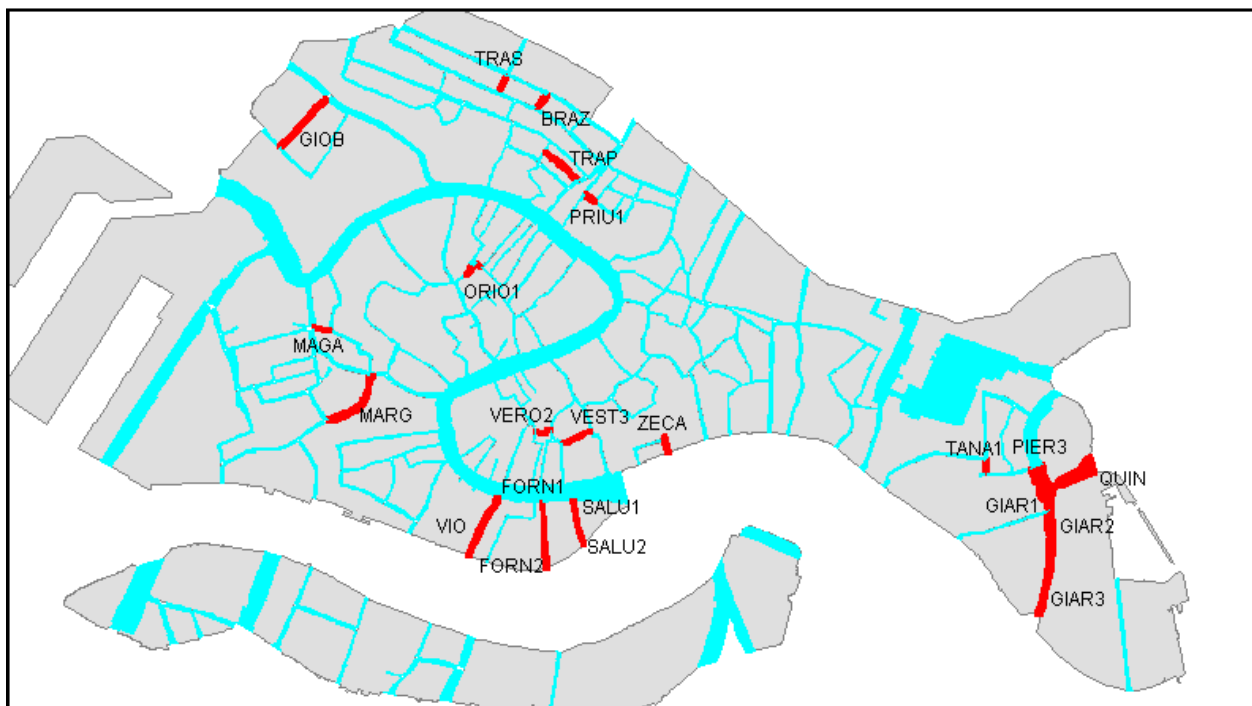 TRAS
BRAZ
GIOB
TRAP
PRIU1
ORIO1
MAGA
MARG
VERO2
VEST3
ZECA
TANA1
PIER3
QUIN
FORN1
SALU1
GIAR1
VIO
GIAR2
SALU2
FORN2
GIAR3